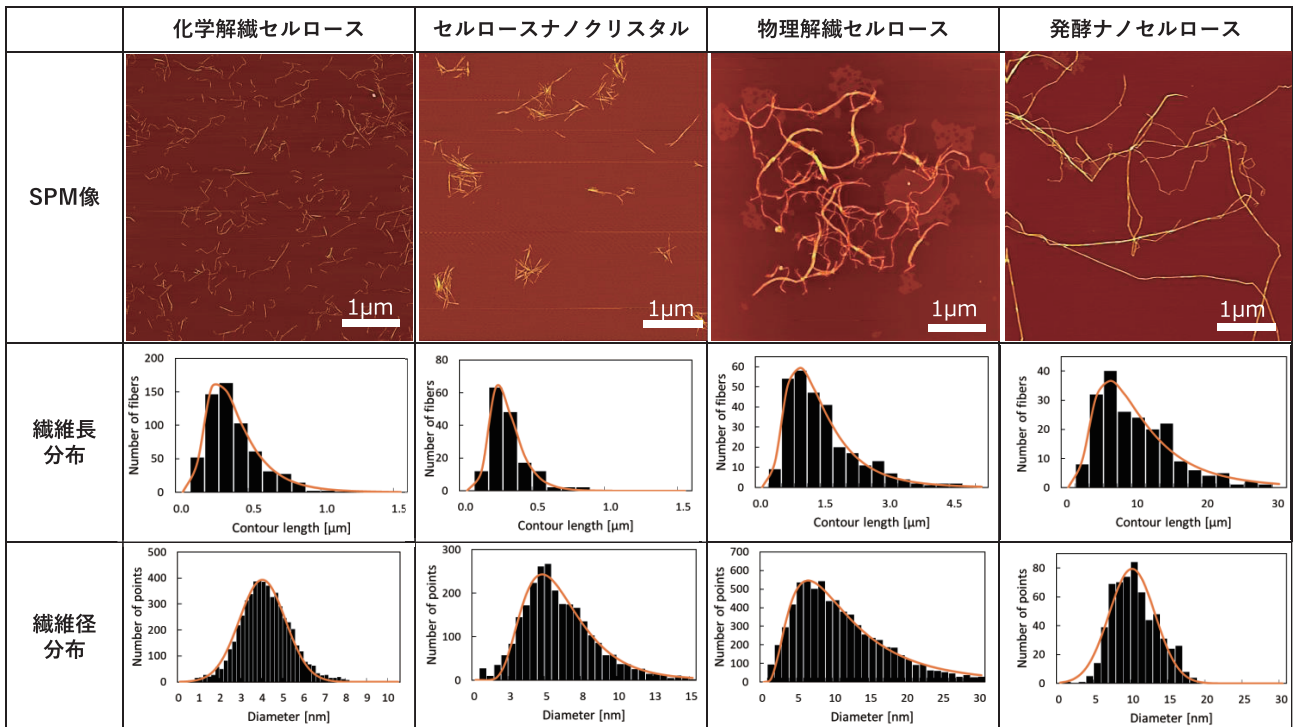 化学解繊セルロース
セルロースナノクリスタル
物理解繊セルロース
発酵ナノセルロース
SPM像
1μm
1μm
1μm
1μm
繊維長
分布
Number of fibers
200
150
100
50
0
0.0 0.5 1.0 1.5
Contour length [μm]
Number of fibers
80
60
40
20
0
0.0 0.5 1.0 1.5
Contour length [μm]
Number of fibers
60
50
40
30
20
10
0
0.0 1.5 3.0 4.5
Contour length [μm]
Number of fibers
40
30
20
10
0
0 10 20 30
Contour length [μm]
繊維径
分布
Number of points
500
400
300
200
100
0
0 1 2 3 4 5 6 7 8 9 10
Diameter [nm]
Number of points
300
200
100
0
0 3 5 8 10 13 15
Diameter [nm]
Number of points
700
600
500
400
300
200
100
0
0 5 10 15 20 25 30
Diameter [nm]
Number of points
80
60
40
20
0
0 5 10 15 20 25 30
Diameter [nm]